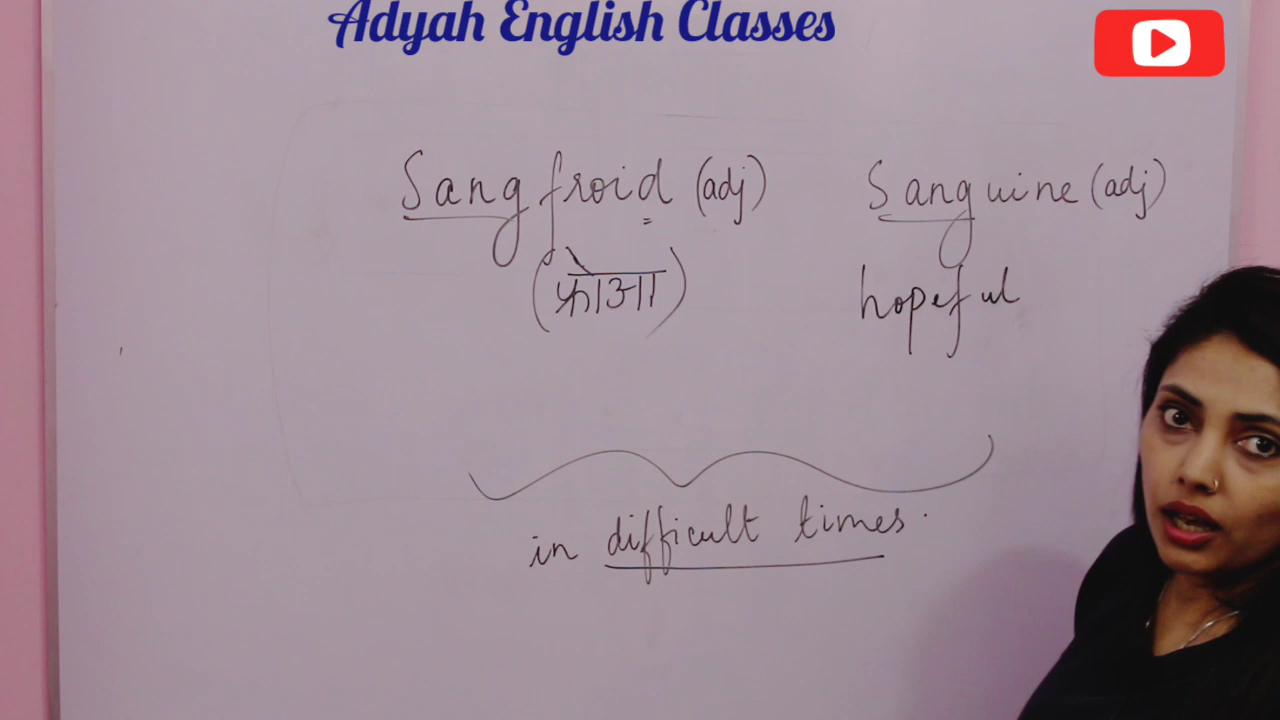 Adyah English Classes
Sangfroid (adj) Sanguine (adj)
(फ्रोआ) hopeful
in difficult times.